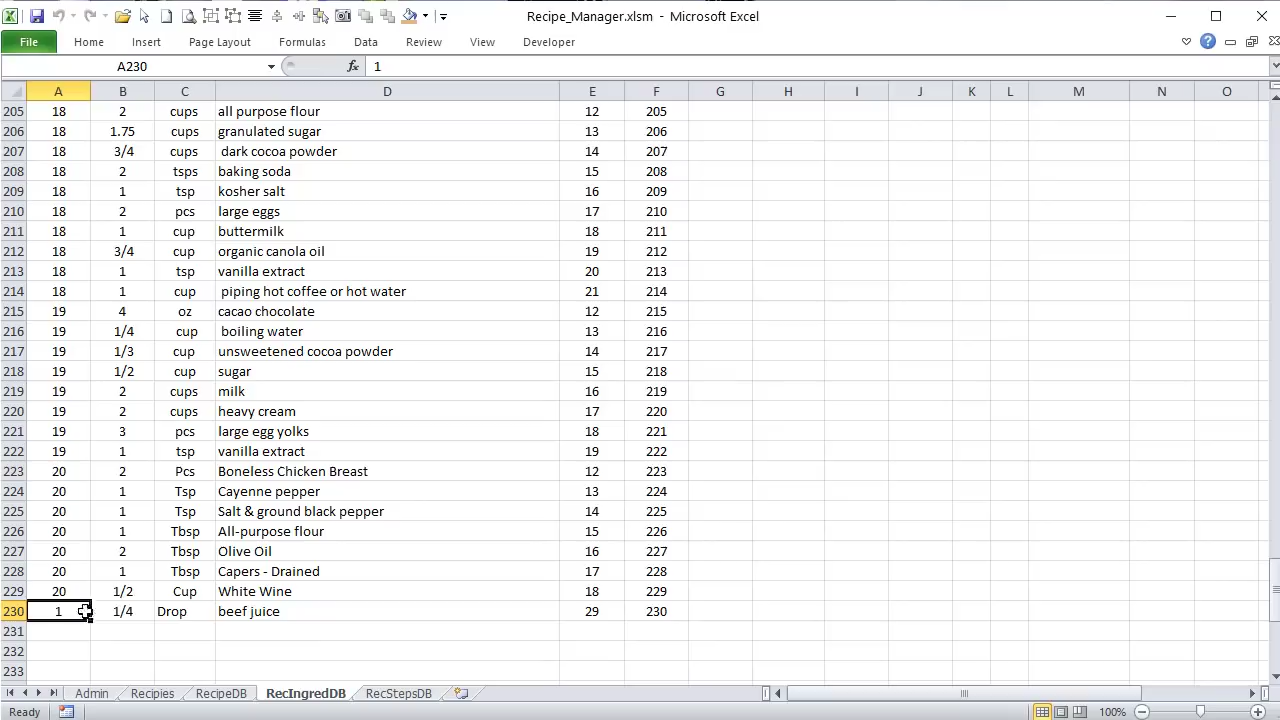 Recipe_Manager.xlsm - Microsoft Excel
File Home Insert Page Layout Formulas Data Review View Developer
A230 fx 1
A B C D E F G H I J K L M N O
205 18 2 cups all purpose flour 12 205
206 18 1.75 cups granulated sugar 13 206
207 18 3/4 cups dark cocoa powder 14 207
208 18 2 tsps baking soda 15 208
209 18 1 tsp kosher salt 16 209
210 18 2 pcs large eggs 17 210
211 18 1 cup buttermilk 18 211
212 18 3/4 cup organic canola oil 19 212
213 18 1 tsp vanilla extract 20 213
214 18 1 cup piping hot coffee or hot water 21 214
215 19 4 oz cacao chocolate 12 215
216 19 1/4 cup boiling water 13 216
217 19 1/3 cup unsweetened cocoa powder 14 217
218 19 1/2 cup sugar 15 218
219 19 2 cups milk 16 219
220 19 2 cups heavy cream 17 220
221 19 3 pcs large egg yolks 18 221
222 19 1 tsp vanilla extract 19 222
223 20 2 Pcs Boneless Chicken Breast 12 223
224 20 1 Tsp Cayenne pepper 13 224
225 20 1 Tsp Salt & ground black pepper 14 225
226 20 1 Tbsp All-purpose flour 15 226
227 20 2 Tbsp Olive Oil 16 227
228 20 1 Tbsp Capers - Drained 17 228
229 20 1/2 Cup White Wine 18 229
230 1 1/4 Drop beef juice 29 230
231
232
233
Admin Recipies RecipeDB RecIngredDB RecStepsDB
Ready 100%